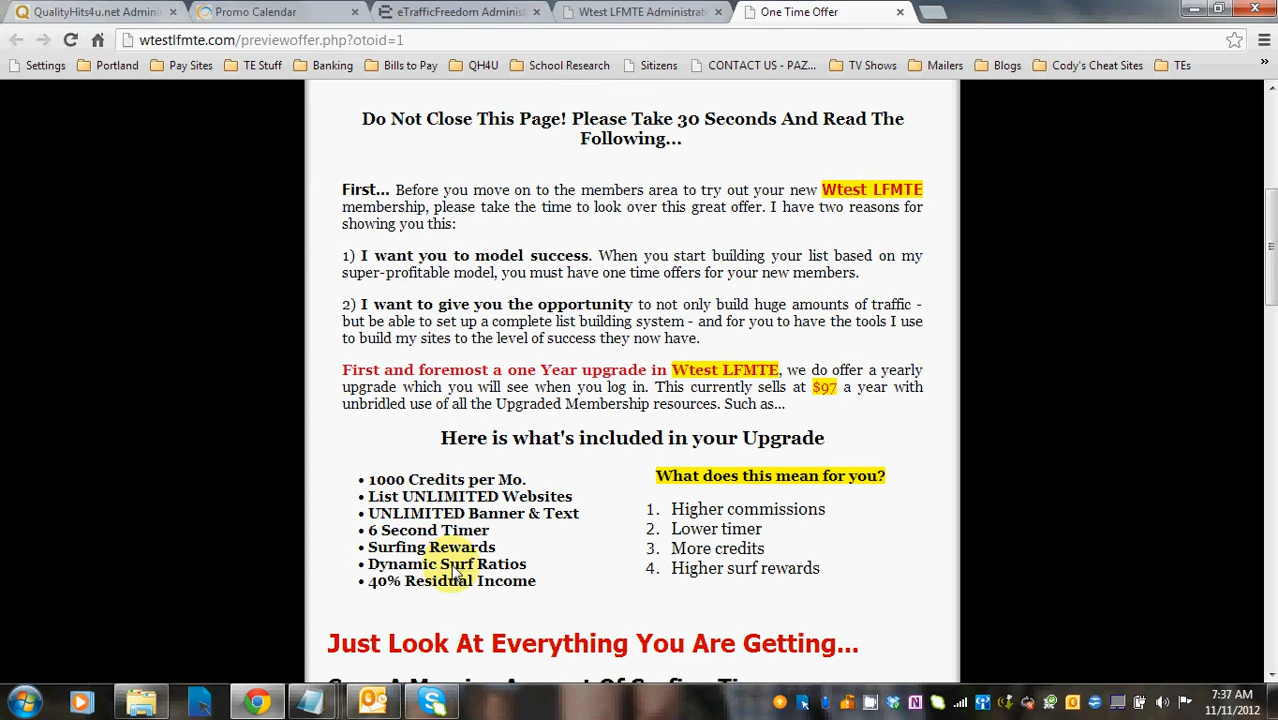 QualityHits4u.net Admini
Promo Calendar
eTrafficFreedom Administ
Wtest LFMTE Administrat
One Time Offer
wtestlfmte.com/previewoffer.php?otoid=1
Settings
Portland
Pay Sites
TE Stuff
Banking
Bills to Pay
QH4U
School Research
Sitizens
CONTACT US - PAZ...
TV Shows
Mailers
Blogs
Cody's Cheat Sites
TEs
Do Not Close This Page! Please Take 30 Seconds And Read The
Following...
First... Before you move on to the members area to try out your new Wtest LFMTE
membership, please take the time to look over this great offer. I have two reasons for
showing you this:
1) I want you to model success. When you start building your list based on my
super-profitable model, you must have one time offers for your new members.
2) I want to give you the opportunity to not only build huge amounts of traffic -
but be able to set up a complete list building system - and for you to have the tools I use
to build my sites to the level of success they now have.
First and foremost a one Year upgrade in Wtest LFMTE, we do offer a yearly
upgrade which you will see when you log in. This currently sells at $97 a year with
unbridled use of all the Upgraded Membership resources. Such as...
Here is what's included in your Upgrade
• 1000 Credits per Mo.
• List UNLIMITED Websites
• UNLIMITED Banner & Text
• 6 Second Timer
• Surfing Rewards
• Dynamic Surf Ratios
• 40% Residual Income
What does this mean for you?
1. Higher commissions
2. Lower timer
3. More credits
4. Higher surf rewards
Just Look At Everything You Are Getting...
7:37 AM
11/11/2012